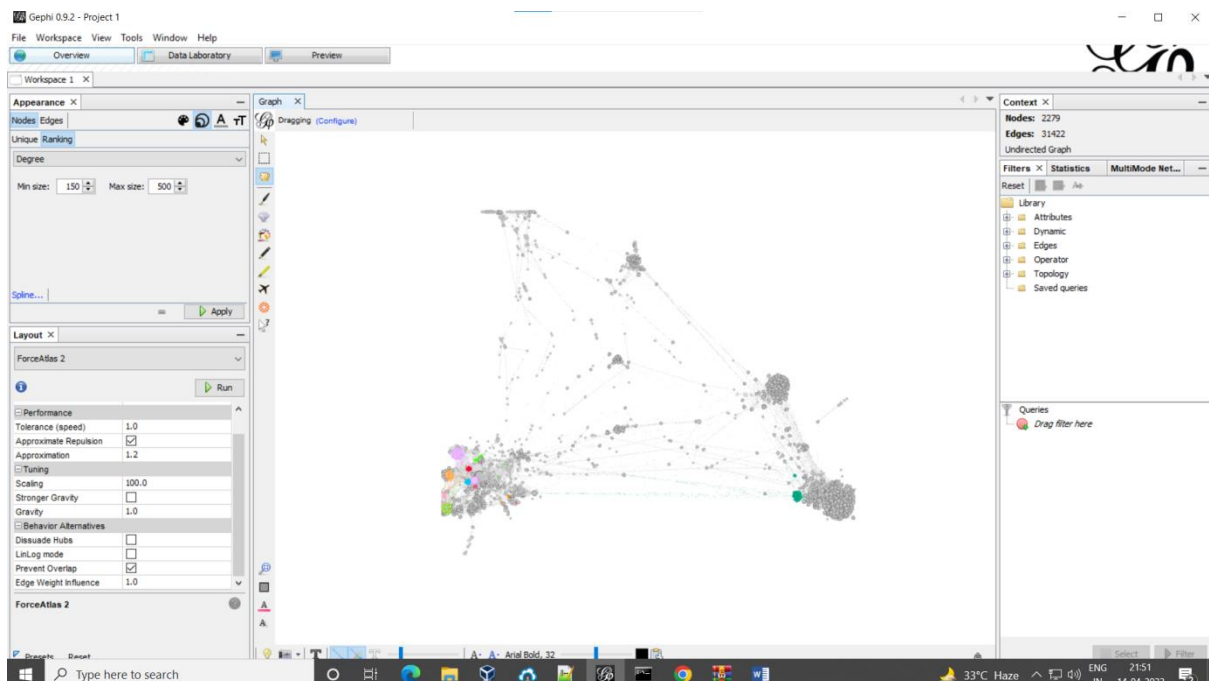 Gephi 0.9.2 - Project 1
File Workspace View Tools Window Help
Overview Data Laboratory Preview
Workspace 1 X
Appearance X
Nodes Edges
Unique Ranking
Degree
Min size: 150 Max size: 500
Spline...
Apply
Layout X
ForceAtlas 2
Run
Performance
Tolerance (speed) 1.0
Approximate Repulsion
Approximation 1.2
Tuning
Scaling 100.0
Stronger Gravity
Gravity 1.0
Behavior Alternatives
Dissuade Hubs
LinLog mode
Prevent Overlap
Edge Weight Influence 1.0
ForceAtlas 2
Presets... Reset
Graph X
Dragging (Configure)
A- A- Arial Bold, 32
Context X
Nodes: 2279
Edges: 31422
Undirected Graph
Filters X Statistics MultiMode Net...
Reset
Library
Attributes
Dynamic
Edges
Operator
Topology
Saved queries
Queries
Drag filter here
Select Filter
Type here to search
33°C Haze ENG 21:51
IN 14-04-2022